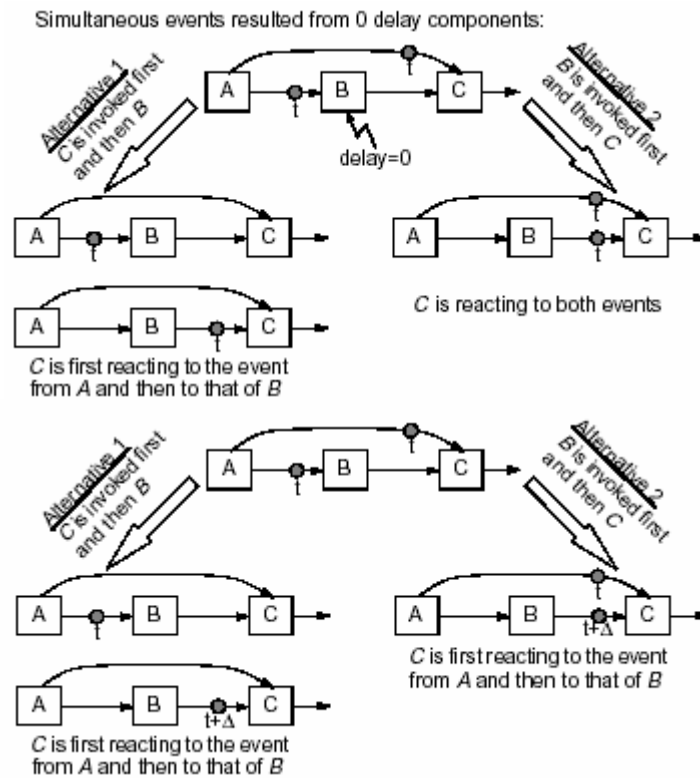 Simultaneous events resulted from 0 delay components:
Alternative 1
C is invoked first
and then B
A
t
B
C
delay=0
Alternative 2
B is invoked first
and then C
A
t
B
C
A
B
t
t
C
C is reacting to both events
A
B
t
C
C is first reacting to the event
from A and then to that of B
Alternative 1
C is invoked first
and then B
A
t
B
t
C
Alternative 2
B is invoked first
and then C
A
t
B
C
A
B
t
t+Δ
C
C is first reacting to the event
from A and then to that of B
A
B
t+Δ
C
C is first reacting to the event
from A and then to that of B